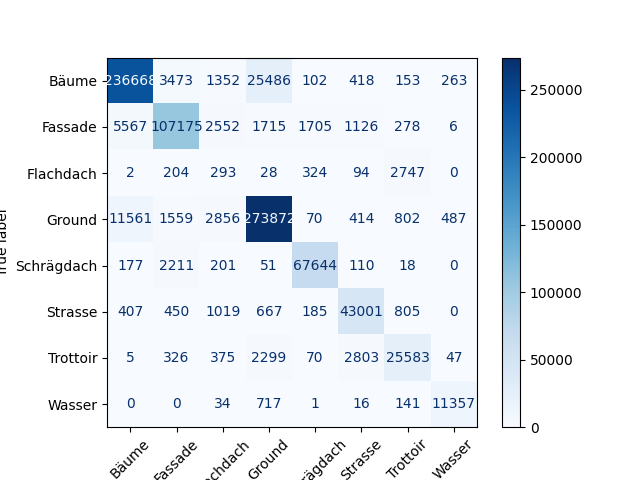 Bäume 236668 3473 1352 25486 102 418 153 263
Fassade 5567 107175 2552 1715 1705 1126 278 6
Flachdach 2 204 293 28 324 94 2747 0
Ground 11561 1559 2856 273872 70 414 802 487
Schrägdach 177 2211 201 51 67644 110 18 0
Strasse 407 450 1019 667 185 43001 805 0
Trottoir 5 326 375 2299 70 2803 25583 47
Wasser 0 0 34 717 1 16 141 11357
Bäume Fassade chdach Ground rägdach Strasse Trottoir Wasser
True label
250000
200000
150000
100000
50000
0